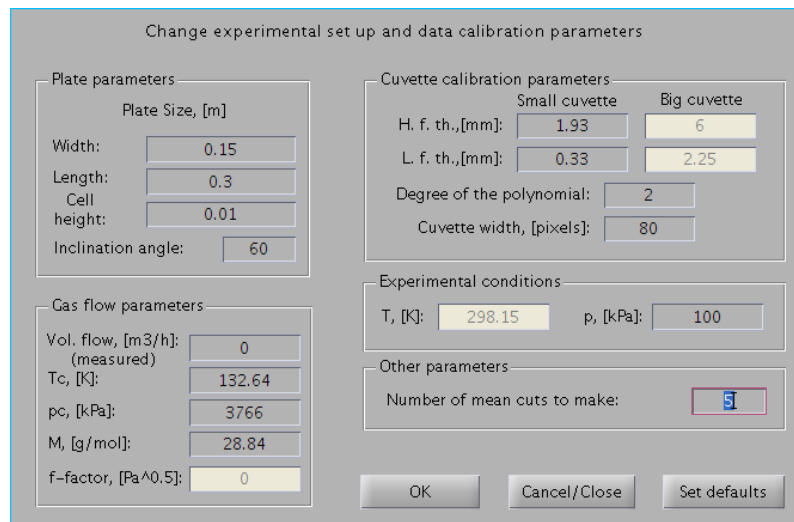 Change experimental set up and data calibration parameters
Plate parameters
Plate Size, [m]
Width: 0.15
Length: 0.3
Cell
height: 0.01
Inclination angle: 60
Gas flow parameters
Vol. flow, [m3/h]: 0
(measured)
Tc, [K]: 132.64
pc, [kPa]: 3766
M, [g/mol]: 28.84
f-factor, [Pa^0.5]: 0
Cuvette calibration parameters
Small cuvette Big cuvette
H. f. th.,[mm]: 1.93 6
L. f. th.,[mm]: 0.33 2.25
Degree of the polynomial: 2
Cuvette width, [pixels]: 80
Experimental conditions
T, [K]: 298.15 p, [kPa]: 100
Other parameters
Number of mean cuts to make: 5
OK Cancel/Close Set defaults